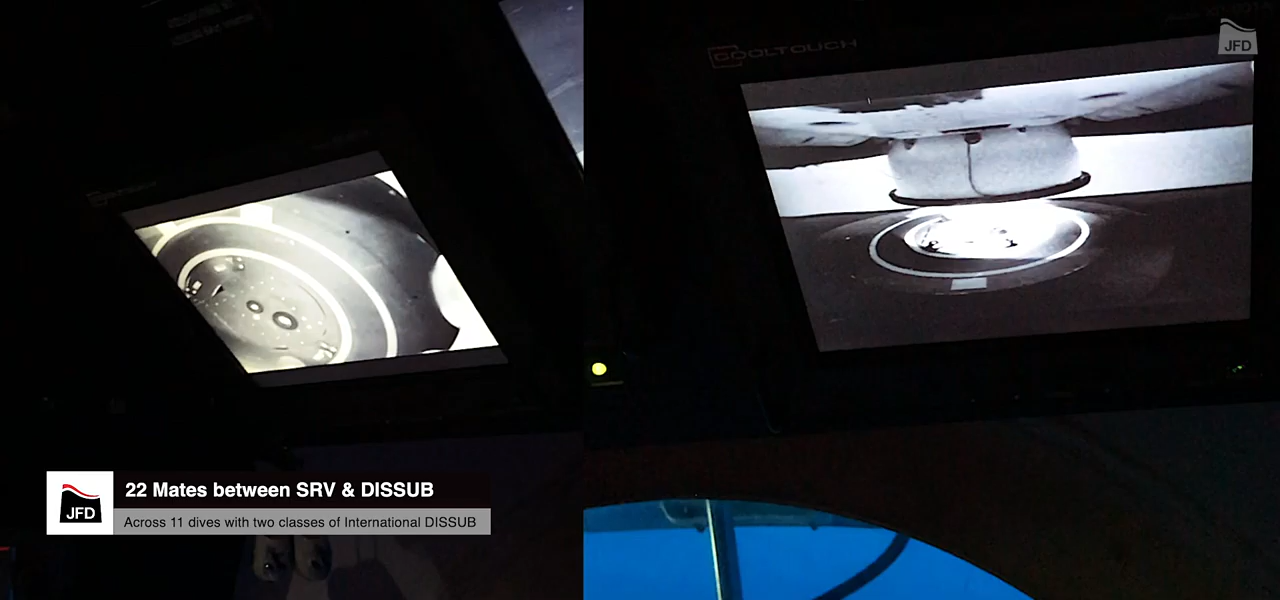 COOLTOUCH
JFD
22 Mates between SRV & DISSUB
JFD
Across 11 dives with two classes of International DISSUB